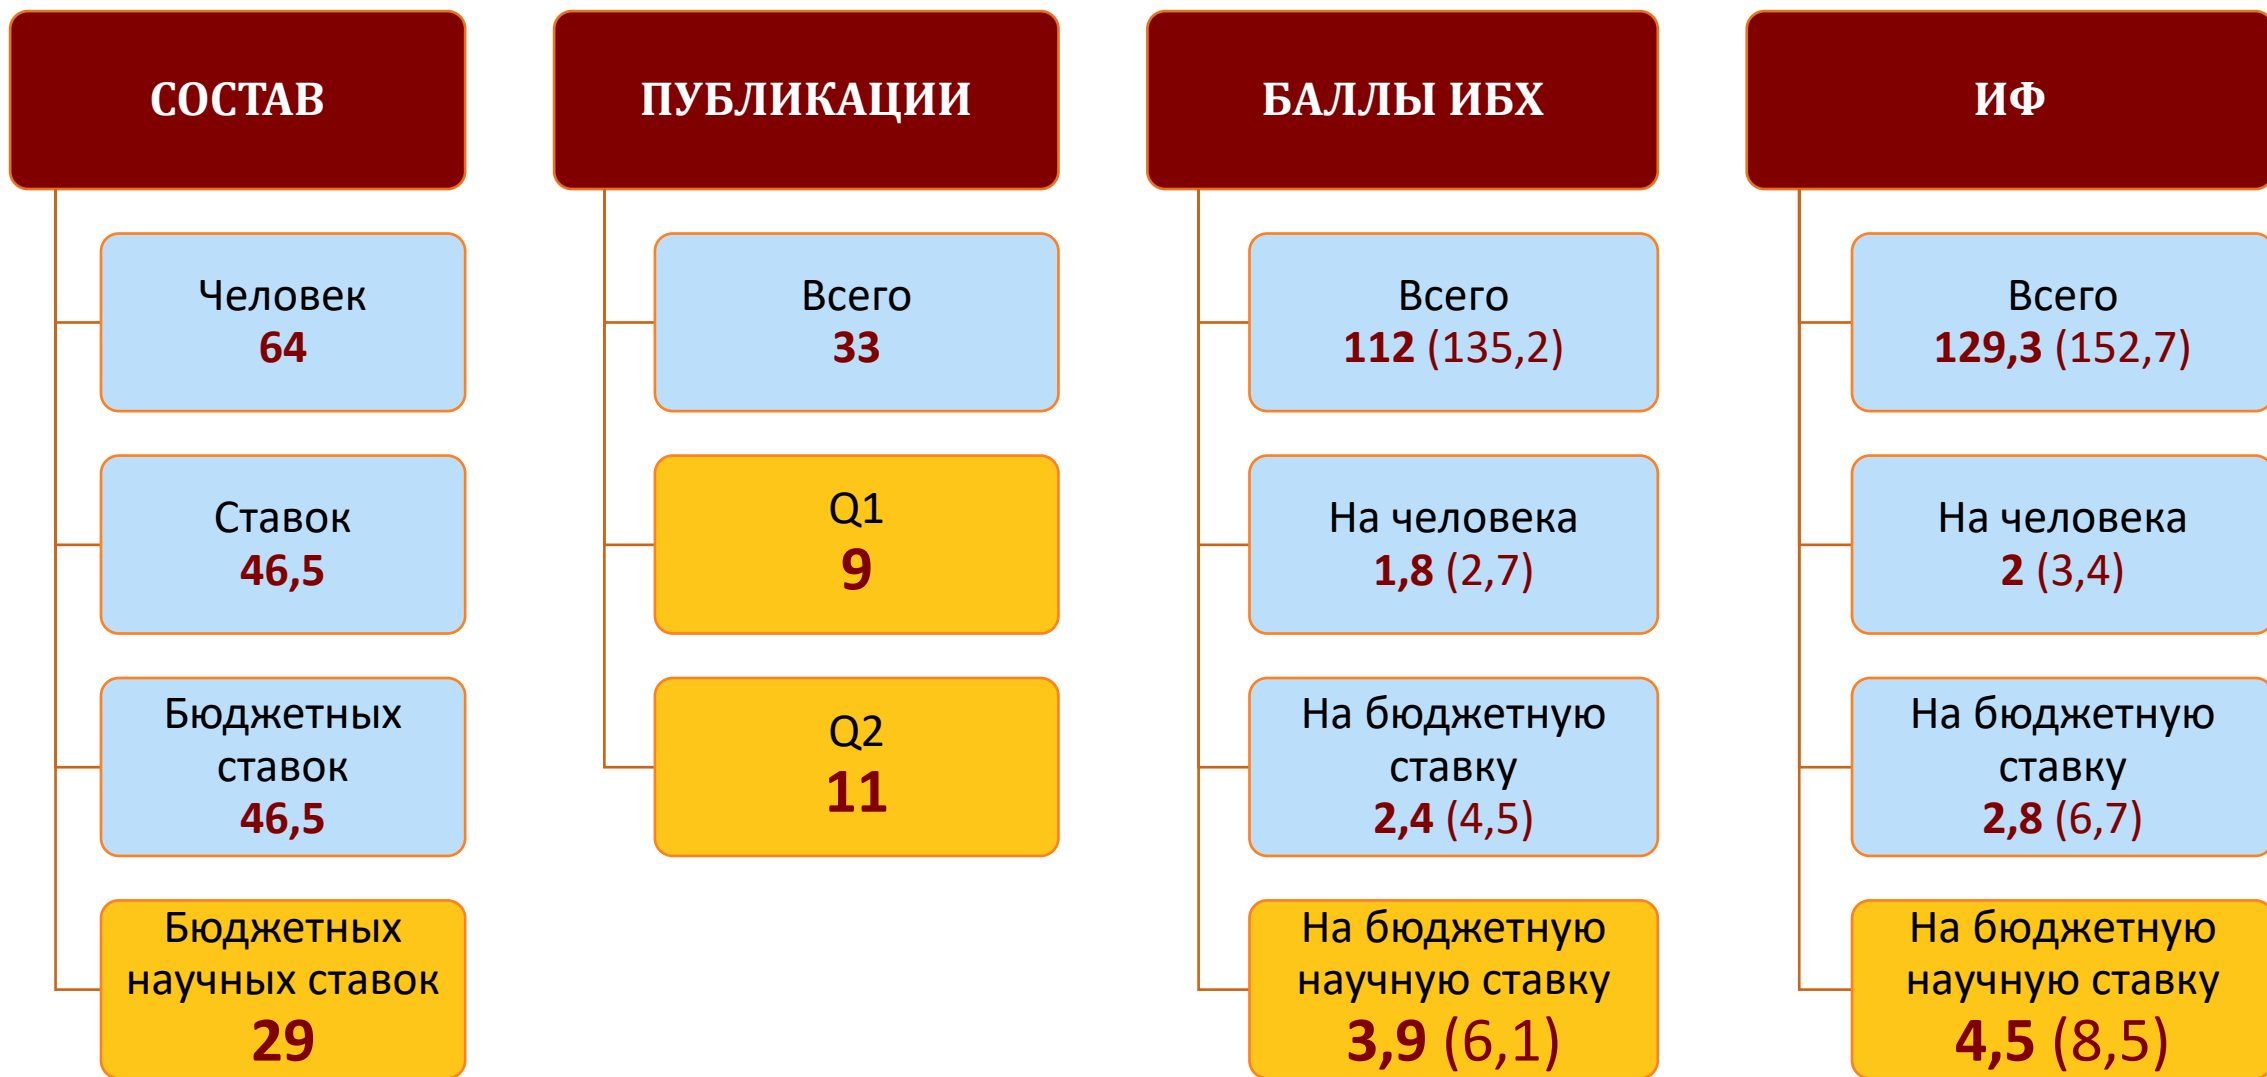 СОСТАВ
Человек
64
Ставок
46,5
Бюджетных
ставок
46,5
Бюджетных
научных ставок
29
ПУБЛИКАЦИИ
Всего
33
Q1
9
Q2
11
БАЛЛЫ ИБХ
Всего
112 (135,2)
На человека
1,8 (2,7)
На бюджетную
ставку
2,4 (4,5)
На бюджетную
научную ставку
3,9 (6,1)
ИФ
Всего
129,3 (152,7)
На человека
2 (3,4)
На бюджетную
ставку
2,8 (6,7)
На бюджетную
научную ставку
4,5 (8,5)